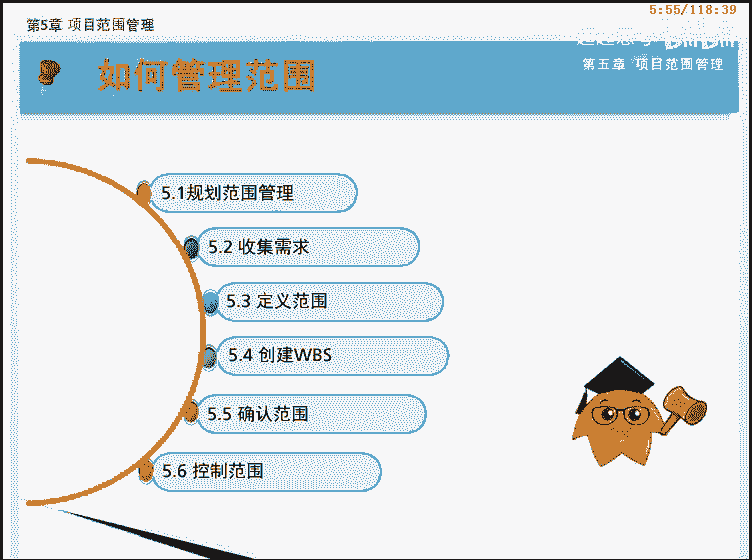 5:55/118:39
第5章 项目范围管理
如何管理范围
第五章 项目范围管理
5.1规划范围管理
5.2 收集需求
5.3 定义范围
5.4 创建WBS
5.5 确认范围
5.6 控制范围